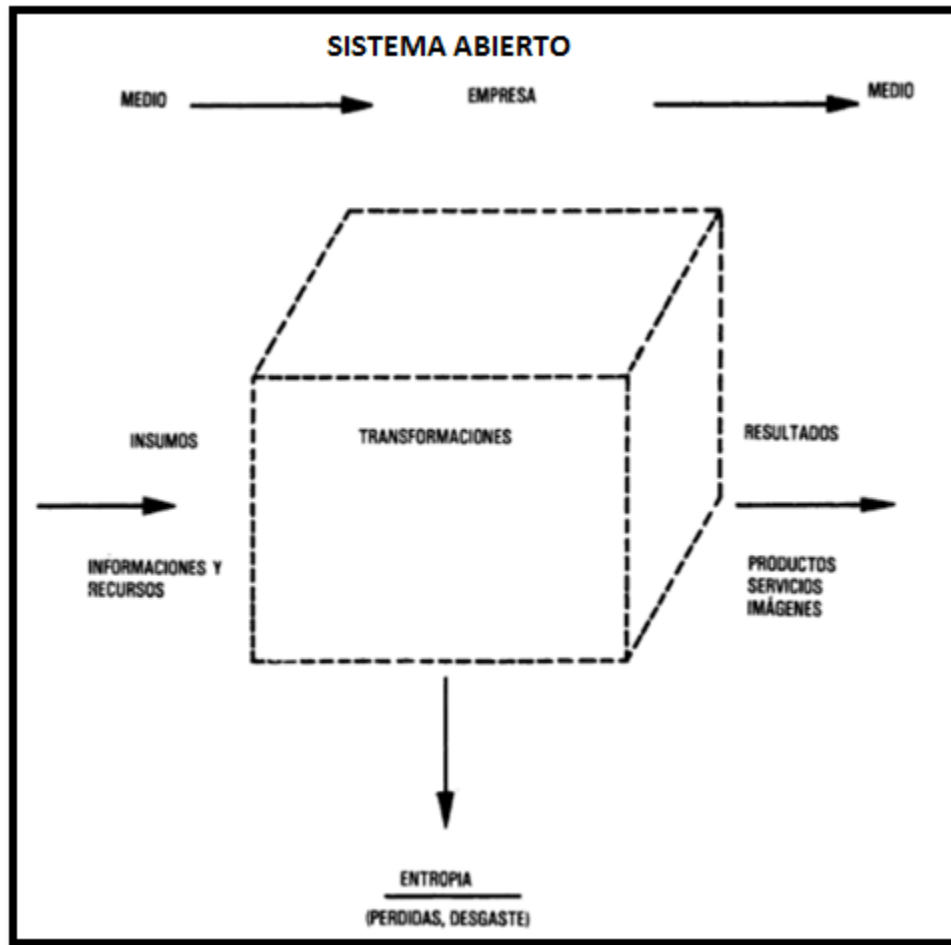 SISTEMA ABIERTO
MEDIO
EMPRESA
MEDIO
INSUMOS
TRANSFORMACIONES
RESULTADOS
INFORMACIONES Y
RECURSOS
PRODUCTOS
SERVICIOS
IMÁGENES
ENTROPIA
(PERDIDAS, DESGASTE)